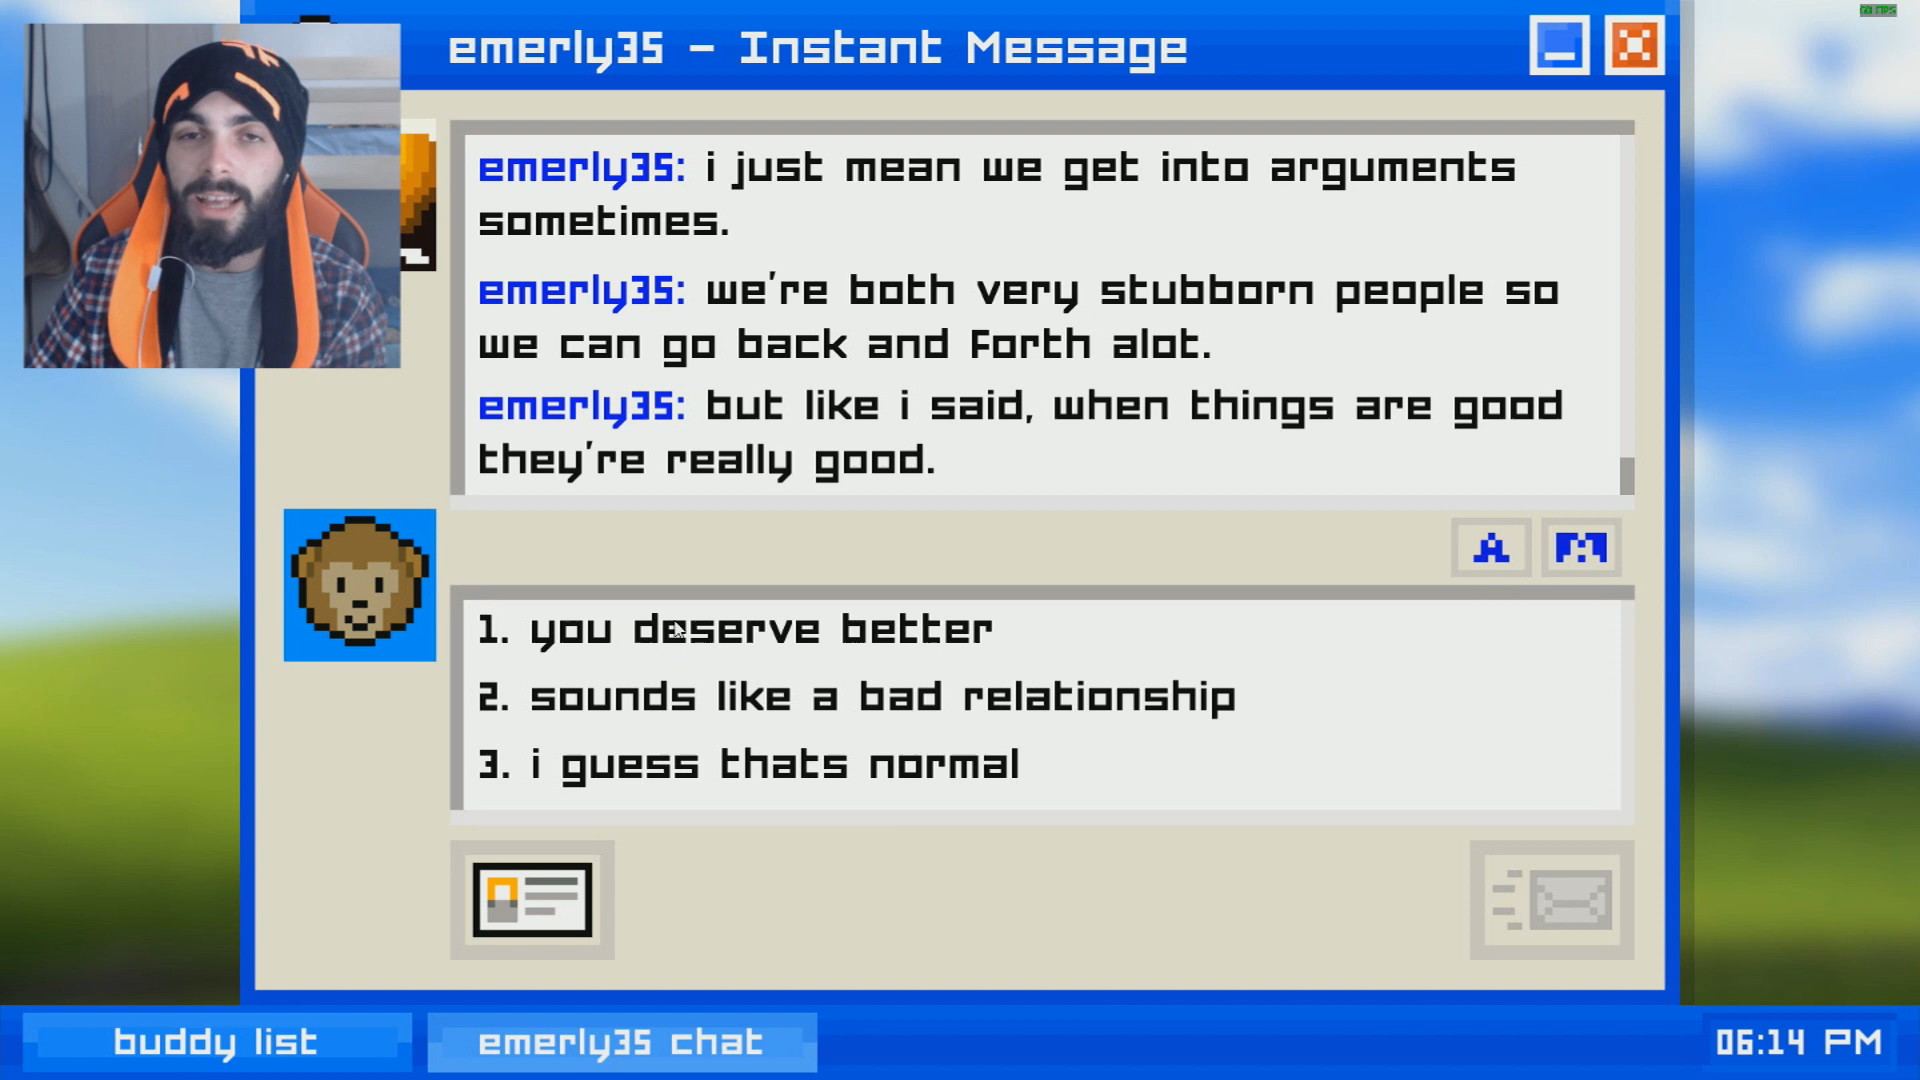 emerly35 - Instant Message
emerly35: i just mean we get into arguments
sometimes.
emerly35: we're both very stubborn people so
we can go back and forth alot.
emerly35: but like i said, when things are good
they're really good.
A M
1. you deserve better
2. sounds like a bad relationship
3. i guess thats normal
buddy list
emerly35 chat
06:14 PM